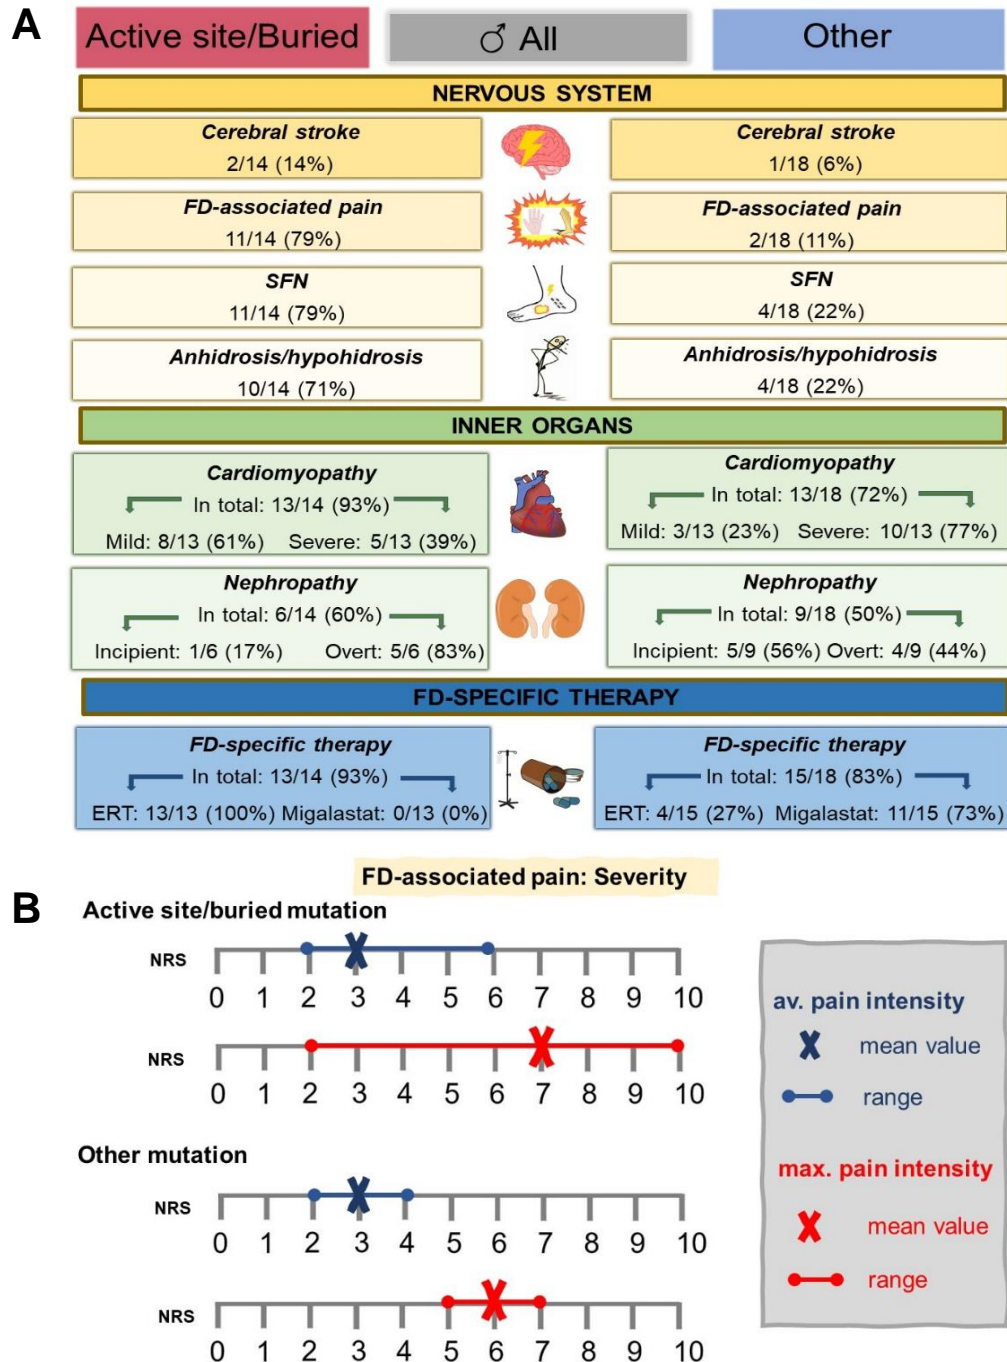 A
Active site/Buried
♂ All
Other
NERVOUS SYSTEM
Cerebral stroke
2/14 (14%)
Cerebral stroke
1/18 (6%)
FD-associated pain
11/14 (79%)
FD-associated pain
2/18 (11%)
SFN
11/14 (79%)
SFN
4/18 (22%)
Anhidrosis/hypohidrosis
10/14 (71%)
Anhidrosis/hypohidrosis
4/18 (22%)
INNER ORGANS
Cardiomyopathy
In total: 13/14 (93%)
Mild: 8/13 (61%) Severe: 5/13 (39%)
Cardiomyopathy
In total: 13/18 (72%)
Mild: 3/13 (23%) Severe: 10/13 (77%)
Nephropathy
In total: 6/14 (60%)
Incipient: 1/6 (17%) Overt: 5/6 (83%)
Nephropathy
In total: 9/18 (50%)
Incipient: 5/9 (56%) Overt: 4/9 (44%)
FD-SPECIFIC THERAPY
FD-specific therapy
In total: 13/14 (93%)
ERT: 13/13 (100%) Migalastat: 0/13 (0%)
FD-specific therapy
In total: 15/18 (83%)
ERT: 4/15 (27%) Migalastat: 11/15 (73%)
B
FD-associated pain: Severity
Active site/buried mutation
NRS
0 1 2 3 4 5 6 7 8 9 10
NRS
0 1 2 3 4 5 6 7 8 9 10
Other mutation
NRS
0 1 2 3 4 5 6 7 8 9 10
NRS
0 1 2 3 4 5 6 7 8 9 10
av. pain intensity
mean value
range
max. pain intensity
mean value
range